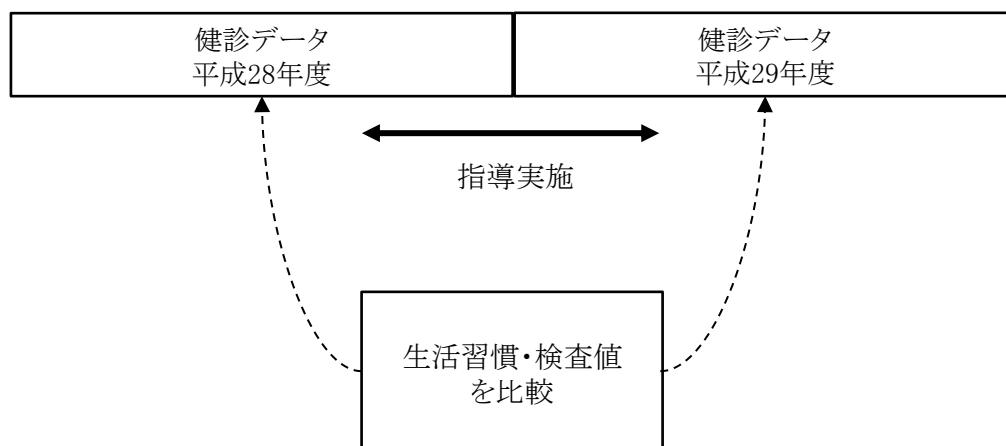 健診データ
平成28年度
健診データ
平成29年度
指導実施
生活習慣・検査値
を比較